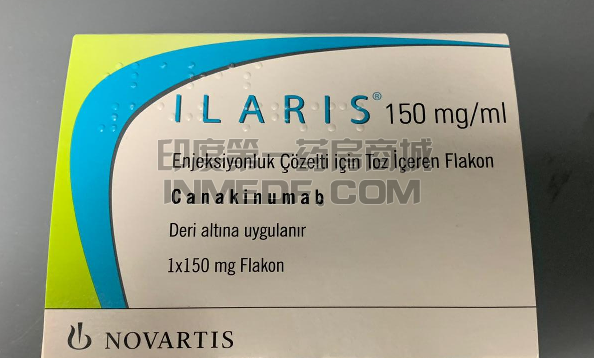 ILARIS® 150 mg/ml
印度第一药房商城
Enjeksiyonluk Çözelti için Toz İçeren Flakon
INMEDE.COM
Canakinumab
Deri altına uygulanır
1x150 mg Flakon
NOVARTIS